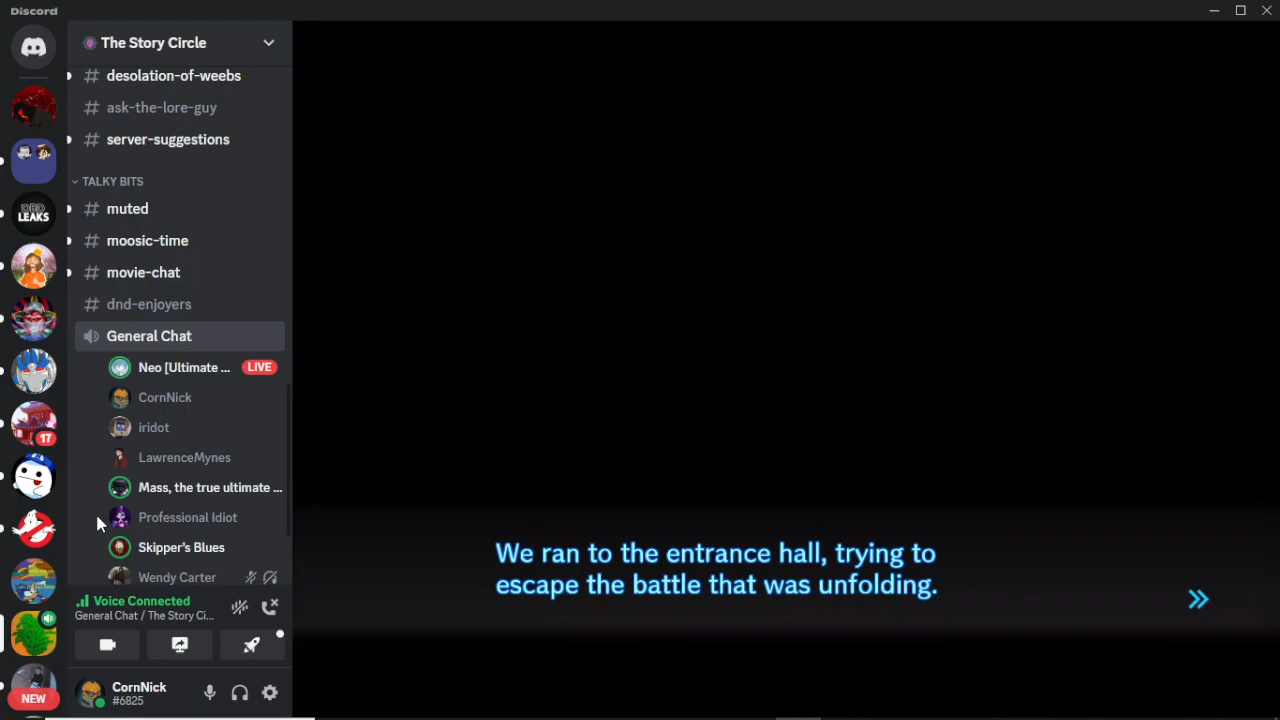 Discord
The Story Circle
# desolation-of-weebs
# ask-the-lore-guy
# server-suggestions
TALKY BITS
# muted
DBD
LEAKS
# moosic-time
# movie-chat
# dnd-enjoyers
General Chat
Neo [Ultimate ... LIVE
CornNick
iridot
17
LawrenceMynes
Mass, the true ultimate ...
Professional Idiot
Skipper's Blues
Wendy Carter
Voice Connected
General Chat / The Story Ci...
CornNick
#6825
NEW
We ran to the entrance hall, trying to
escape the battle that was unfolding.